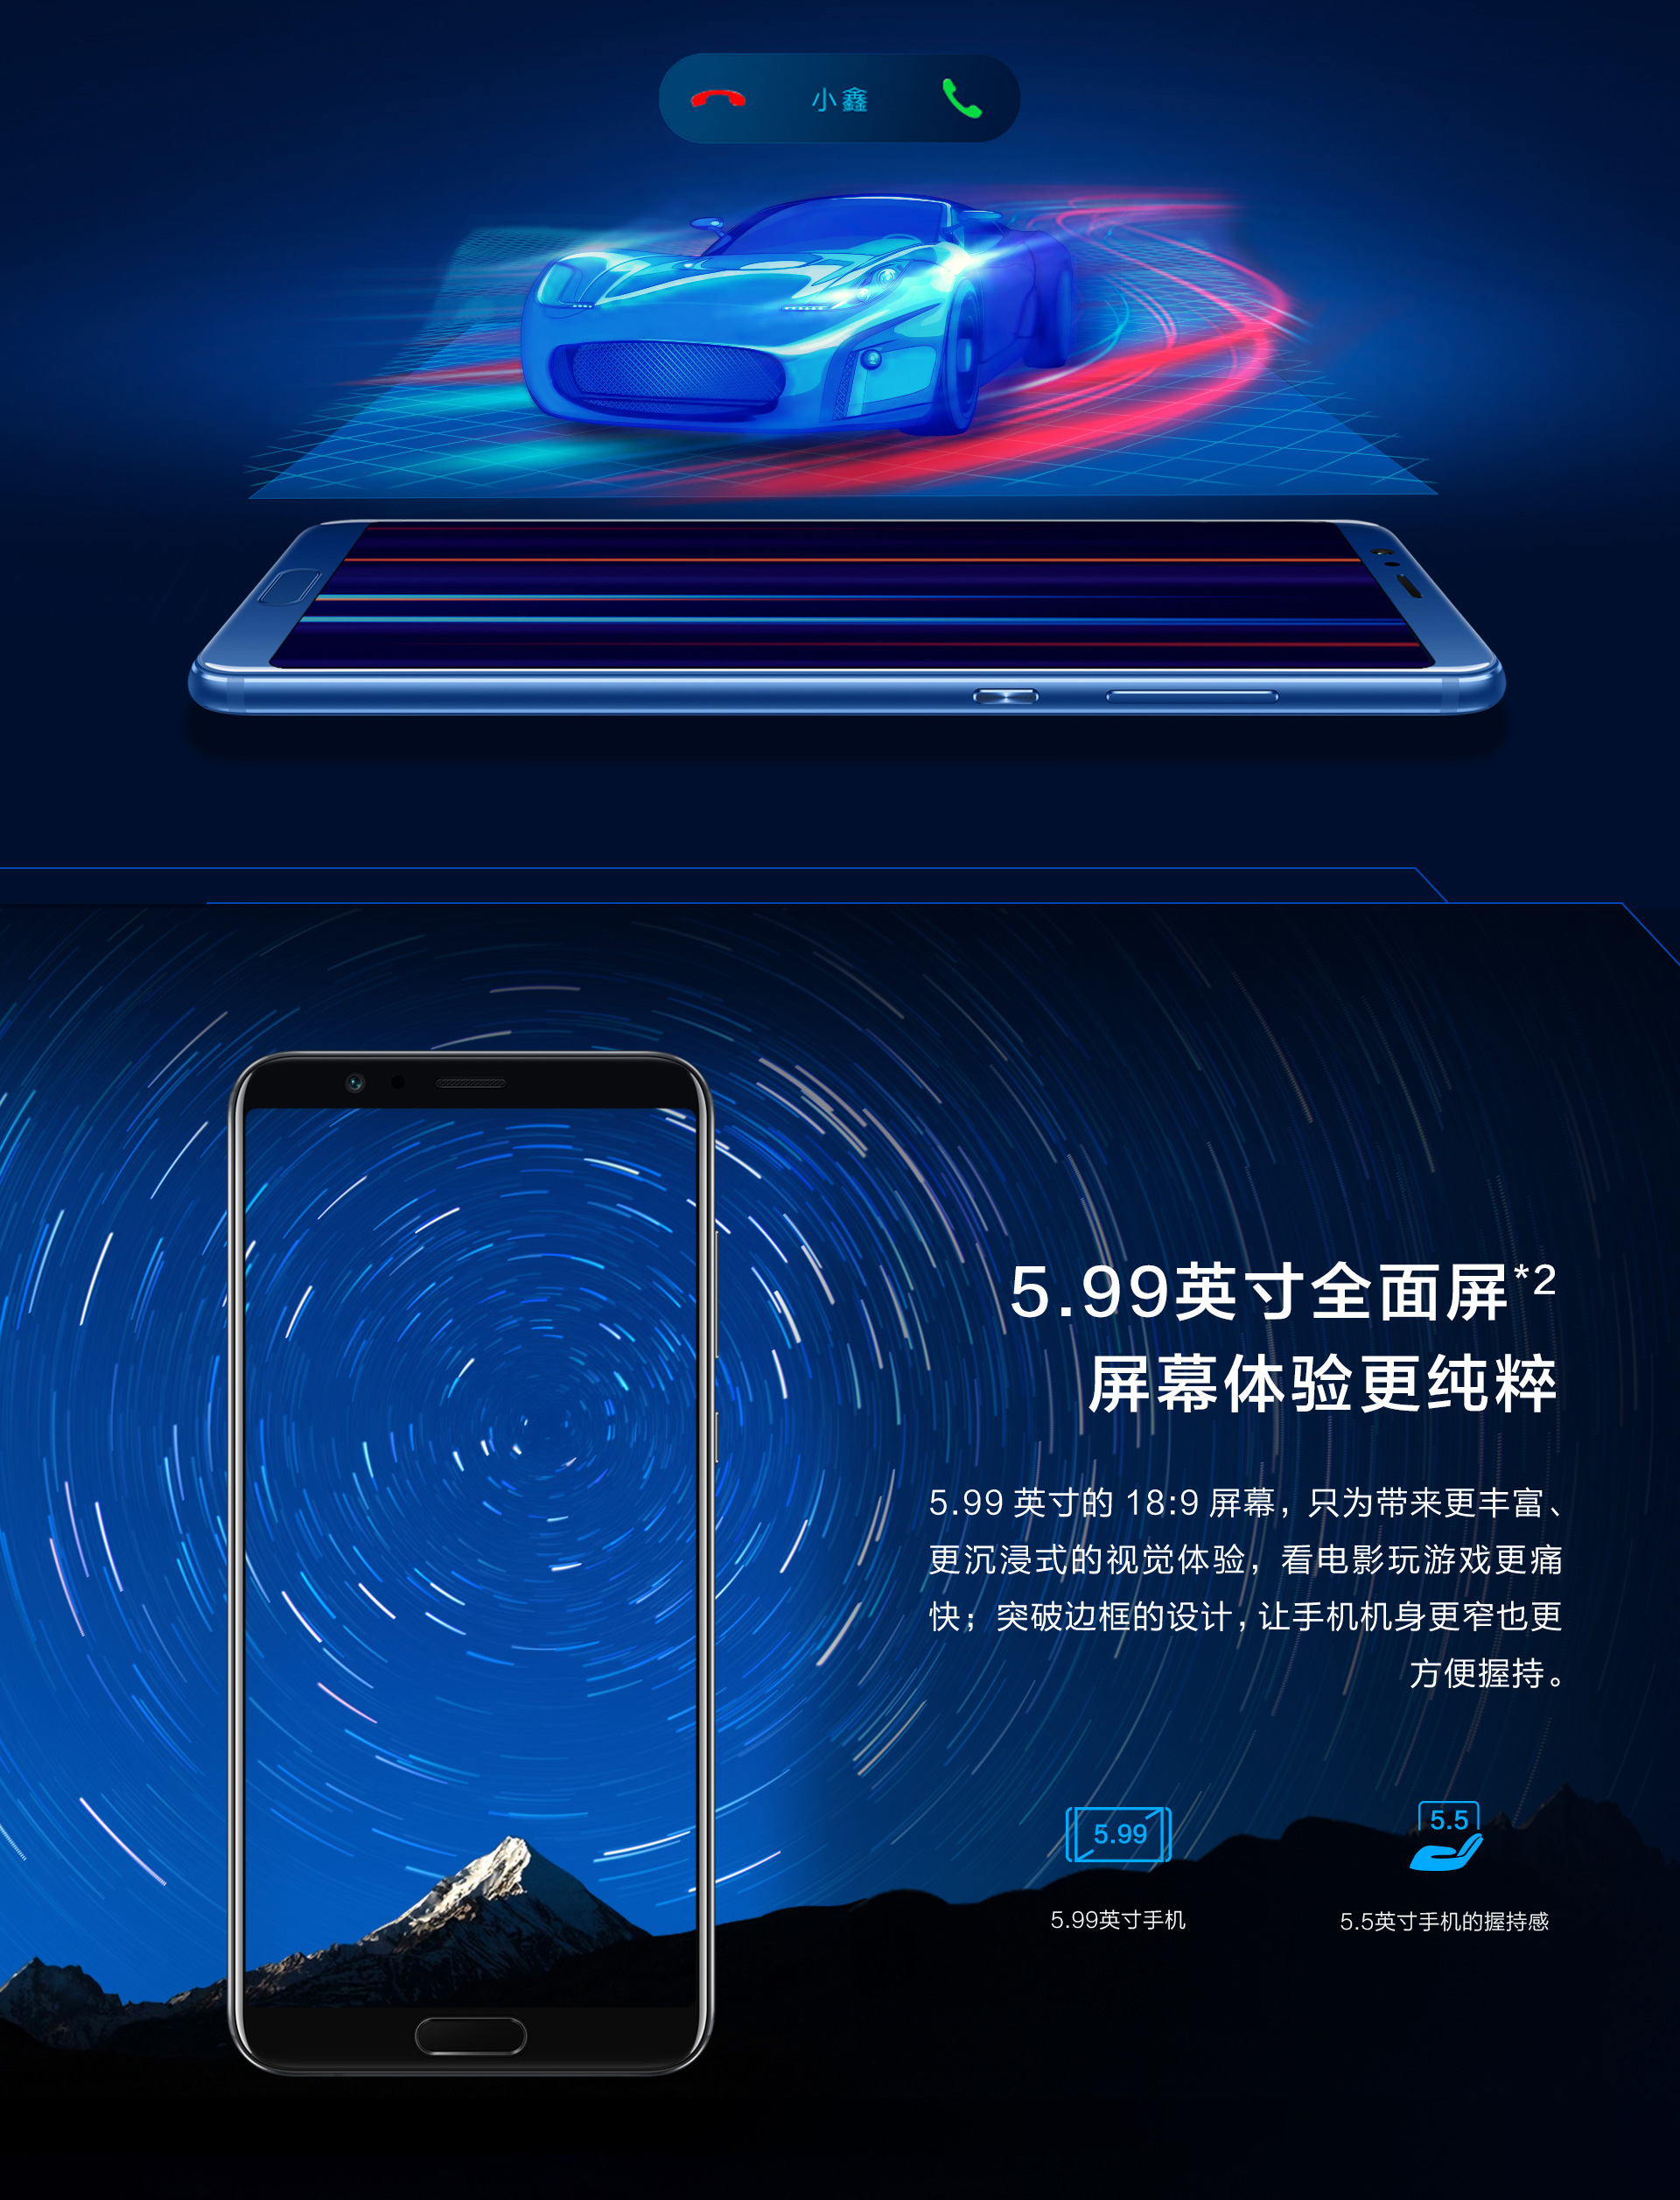 小鑫
5.99英寸全面屏*2
屏幕体验更纯粹
5.99 英寸的 18:9 屏幕，只为带来更丰富、
更沉浸式的视觉体验，看电影玩游戏更痛
快；突破边框的设计，让手机机身更窄也更
方便握持。
5.99
5.5
5.99英寸手机
5.5英寸手机的握持感